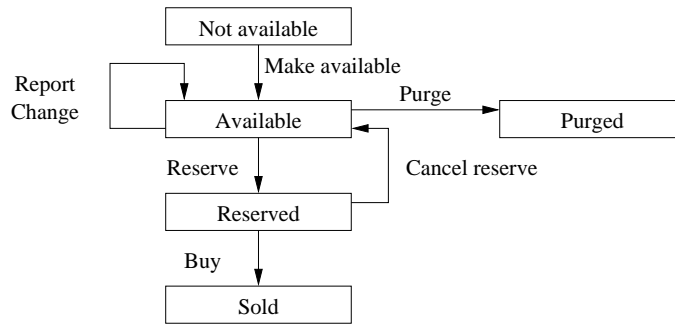 Not available
Make available
Report
Change
Purge
Available
Purged
Reserve
Cancel reserve
Reserved
Buy
Sold